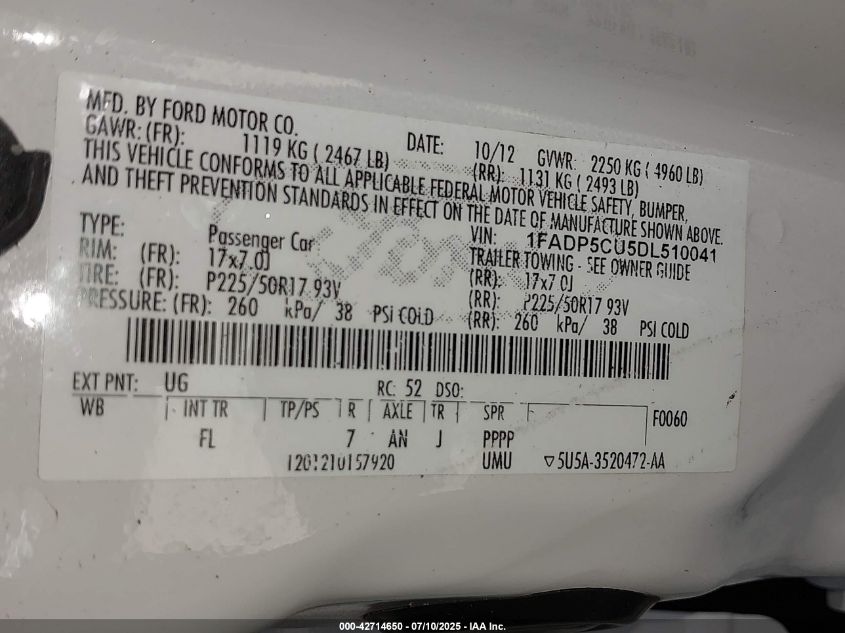 MFD. BY FORD MOTOR CO.
DATE: 10/12 GVWR: 2250 KG ( 4960 LB)
GAWR: (FR): 1119 KG ( 2467 LB) (RR): 1131 KG ( 2493 LB)
THIS VEHICLE CONFORMS TO ALL APPLICABLE FEDERAL MOTOR VEHICLE SAFETY, BUMPER,
AND THEFT PREVENTION STANDARDS IN EFFECT ON THE DATE OF MANUFACTURE SHOWN ABOVE.
VIN: 1FADP5CU5DL510041
TYPE: Passenger Car TRAILER TOWING - SEE OWNER GUIDE
RIM: (FR): 17x7.0J (RR): 17x7.0J
TIRE: (FR): P225/50R17 93V (RR): P225/50R17 93V
PRESSURE: (FR): 260 kPa/ 38 PSI COLD (RR): 260 kPa/ 38 PSI COLD
EXT PNT: UG RC: 52 DSO:
WB INT TR TP/PS R AXLE TR SPR F0060
FL 7 AN J PPPP
1201210157920 UMU ▽5U5A-3520472-AA
000-42714650 - 07/10/2025 - IAA Inc.